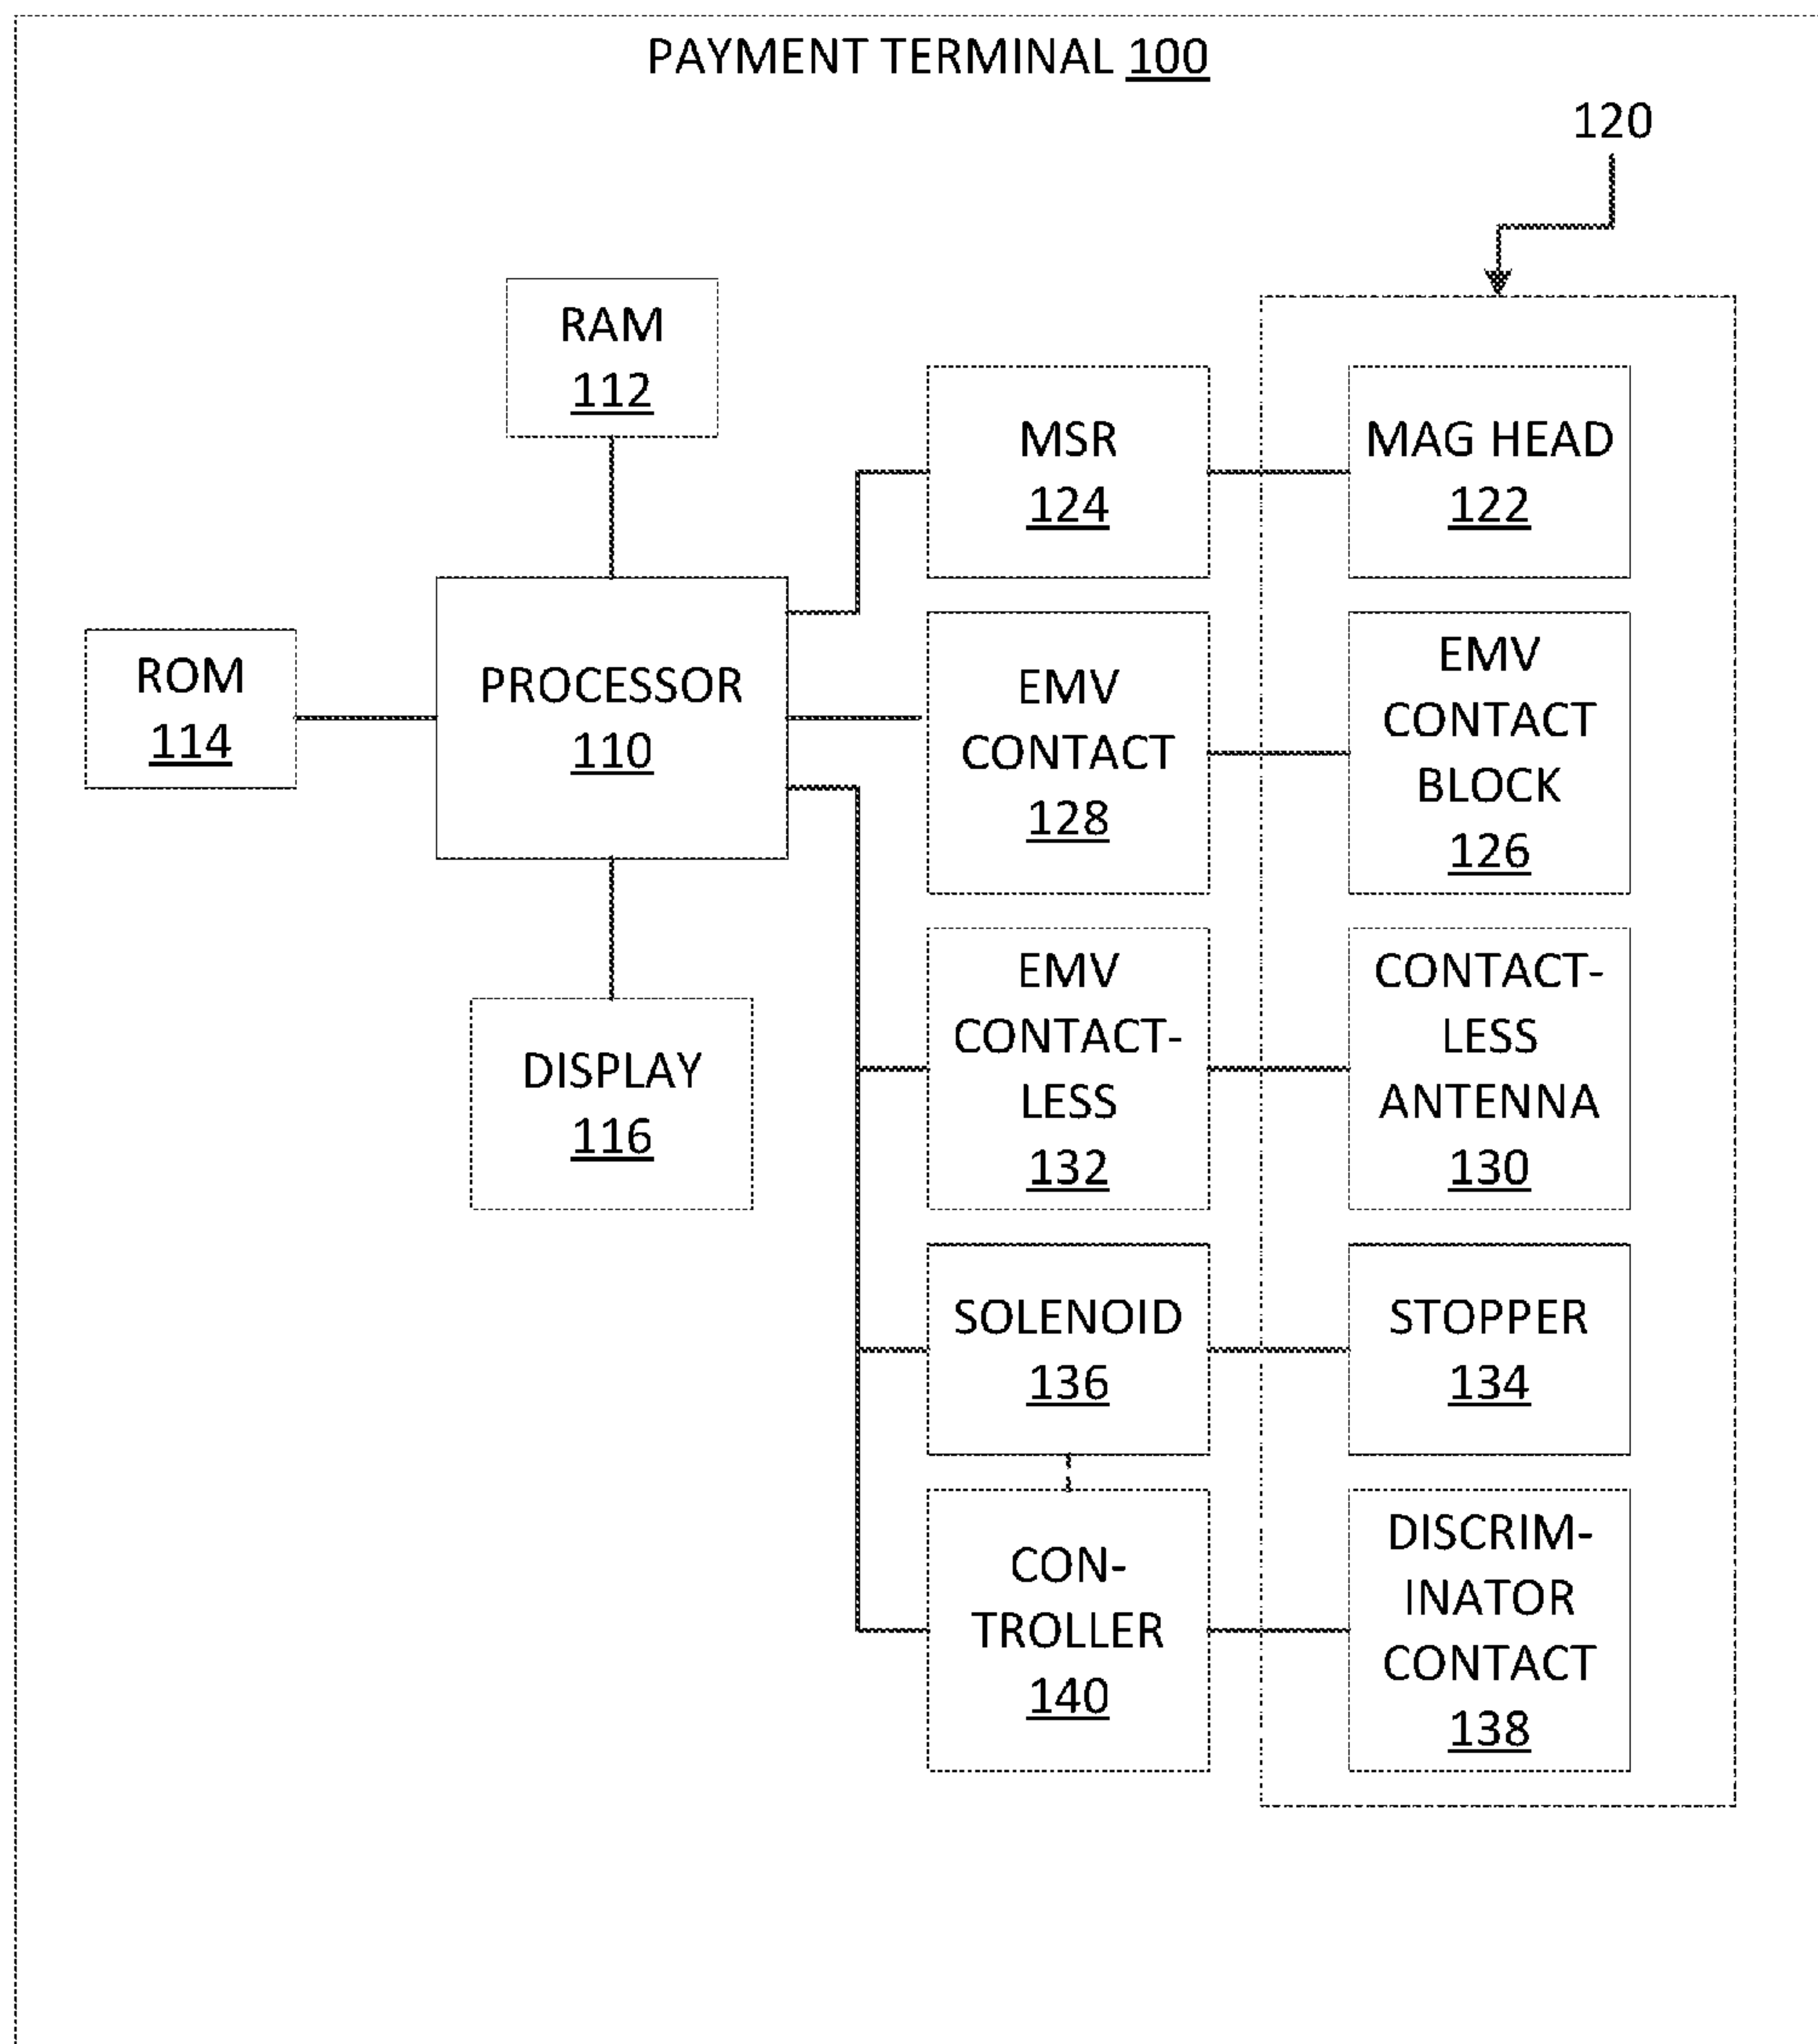 PAYMENT TERMINAL 100
120
RAM
112
MSR
124
MAG HEAD
122
ROM
114
PROCESSOR
110
EMV
CONTACT
128
EMV
CONTACT
BLOCK
126
DISPLAY
116
EMV
CONTACT-
LESS
132
CONTACT-
LESS
ANTENNA
130
SOLENOID
136
STOPPER
134
CON-
TROLLER
140
DISCRIM-
INATOR
CONTACT
138